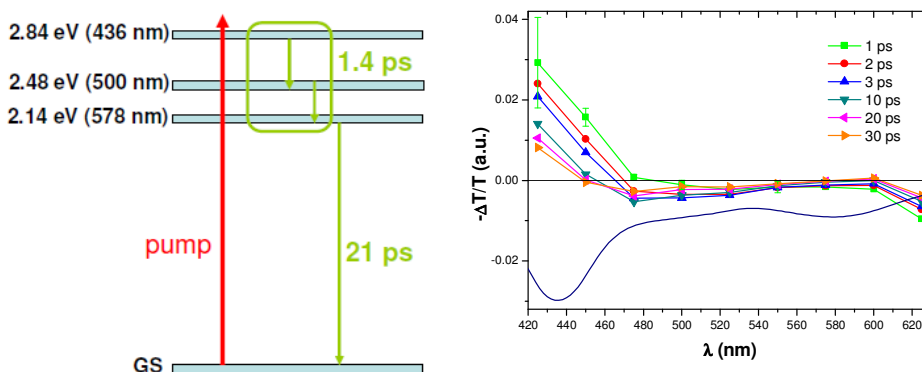 2.84 eV (436 nm)
1.4 ps
2.48 eV (500 nm)
2.14 eV (578 nm)
pump
21 ps
GS
0.04
0.02
0.00
-0.02
-ΔT/T (a.u.)
1 ps
2 ps
3 ps
10 ps
20 ps
30 ps
420 440 460 480 500 520 540 560 580 600 620
λ (nm)